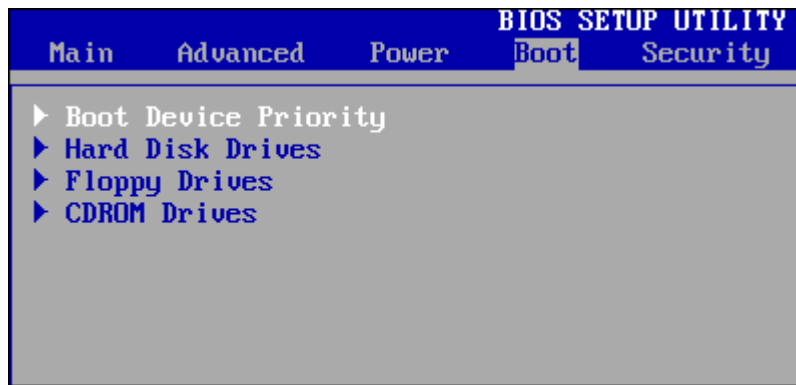 BIOS SETUP UTILITY
Main Advanced Power Boot Security
Boot Device Priority
Hard Disk Drives
Floppy Drives
CDROM Drives